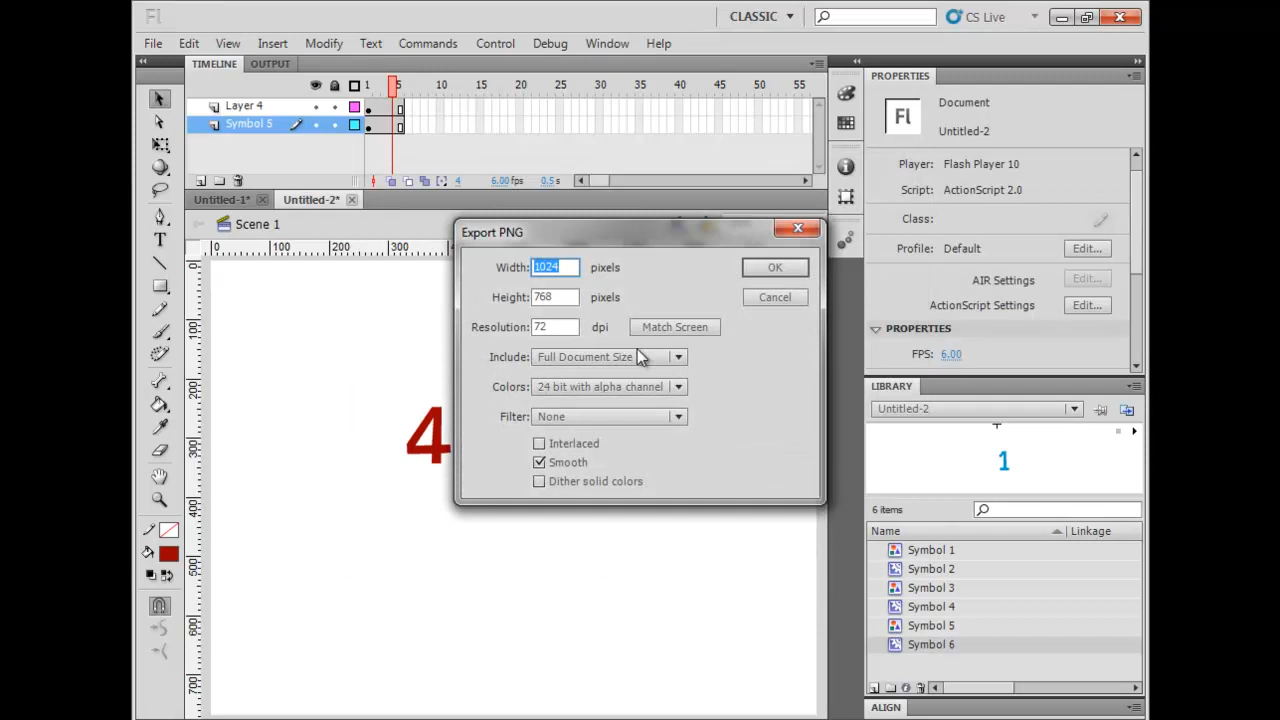 Fl
CLASSIC
CS Live
File Edit View Insert Modify Text Commands Control Debug Window Help
TIMELINE OUTPUT
1 5 10 15 20 25 30 35 40 45 50 55
Layer 4
Symbol 5
4 6.00 fps 0.5 s
Untitled-1* Untitled-2*
Scene 1
0 100 200 300
0
100
200
300
400
500
600
700
4
Export PNG
Width: 1024 pixels OK
Height: 768 pixels Cancel
Resolution: 72 dpi Match Screen
Include: Full Document Size
Colors: 24 bit with alpha channel
Filter: None
Interlaced
Smooth
Dither solid colors
PROPERTIES
Fl
Document
Untitled-2
Player: Flash Player 10
Script: ActionScript 2.0
Class:
Profile: Default Edit...
AIR Settings Edit...
ActionScript Settings Edit...
PROPERTIES
FPS: 6.00
LIBRARY
Untitled-2
1
6 items
Name Linkage
Symbol 1
Symbol 2
Symbol 3
Symbol 4
Symbol 5
Symbol 6
ALIGN